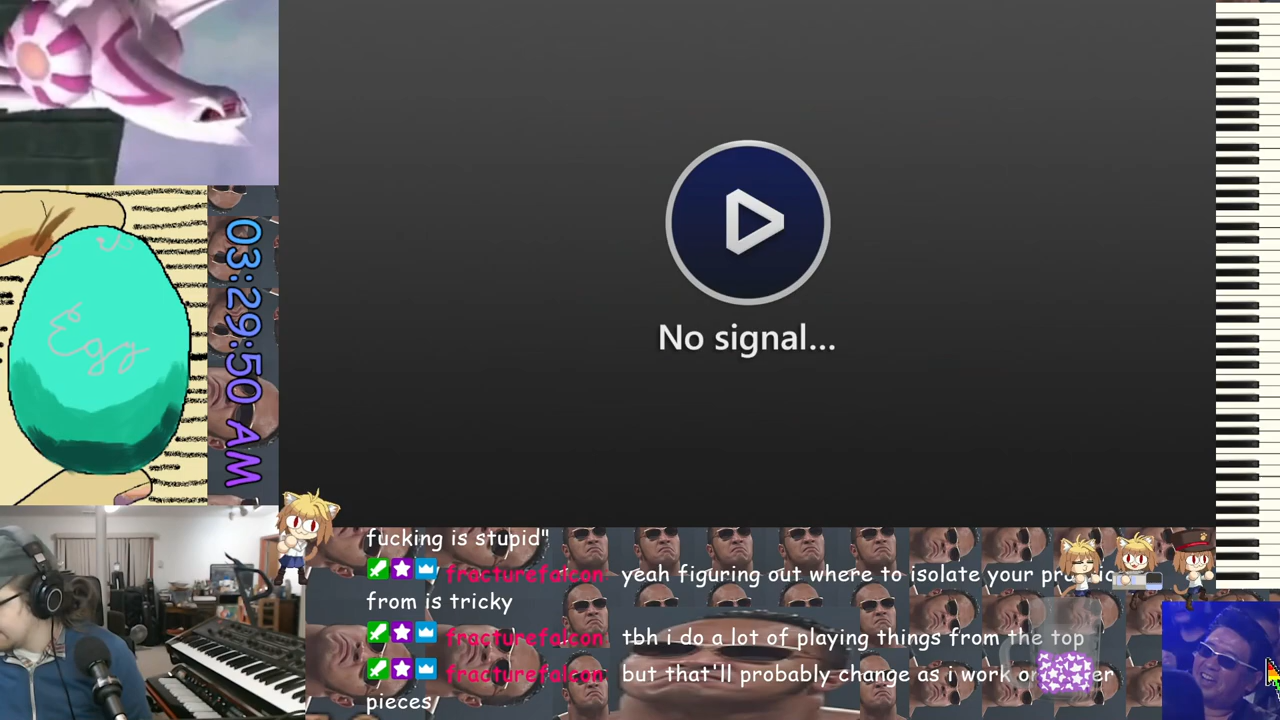 No signal...
Egg
03:29:50 AM
fucking is stupid"
fracturefalcon yeah figuring out where to isolate your
from is tricky
fracturefalcon tbh i do a lot of playing things from the top
fracturefalcon but that'll probably change as i work
pieces